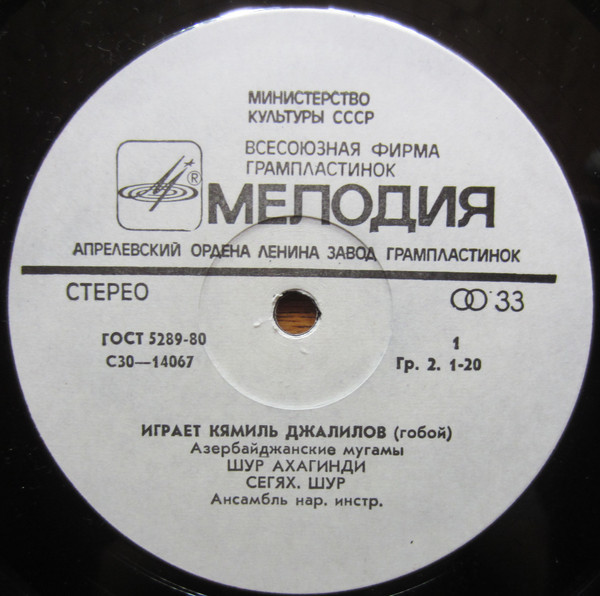 МИНИСТЕРСТВО
КУЛЬТУРЫ СССР
ВСЕСОЮЗНАЯ ФИРМА
ГРАМПЛАСТИНОК
®
МЕЛОДИЯ
АПРЕЛЕВСКИЙ ОРДЕНА ЛЕНИНА ЗАВОД ГРАМПЛАСТИНОК
СТЕРЕО
33
ГОСТ 5289-80
С30—14067
1
Гр. 2. 1-20
ИГРАЕТ КЯМИЛЬ ДЖАЛИЛОВ (гобой)
Азербайджанские мугамы
ШУР АХАГИНДИ
СЕГЯХ. ШУР
Ансамбль нар. инстр.